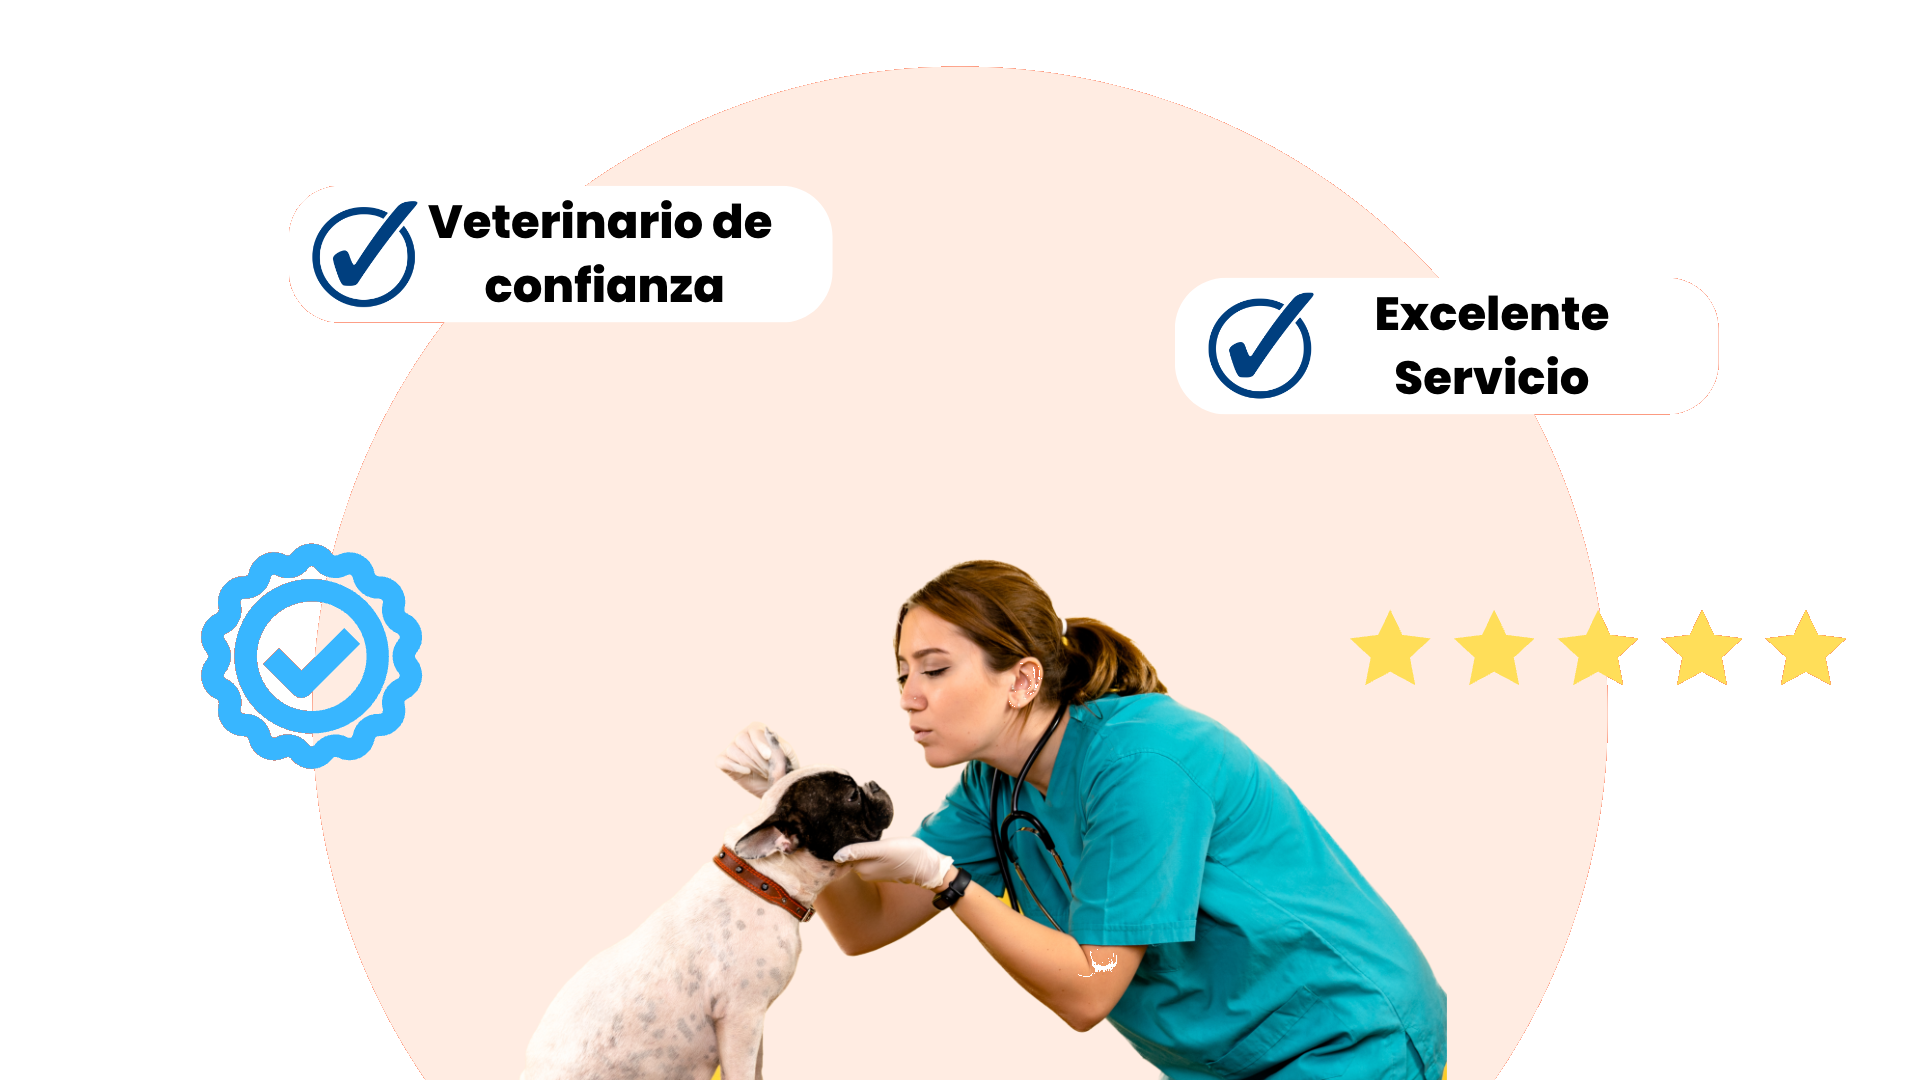 Veterinario de
confianza
Excelente
Servicio